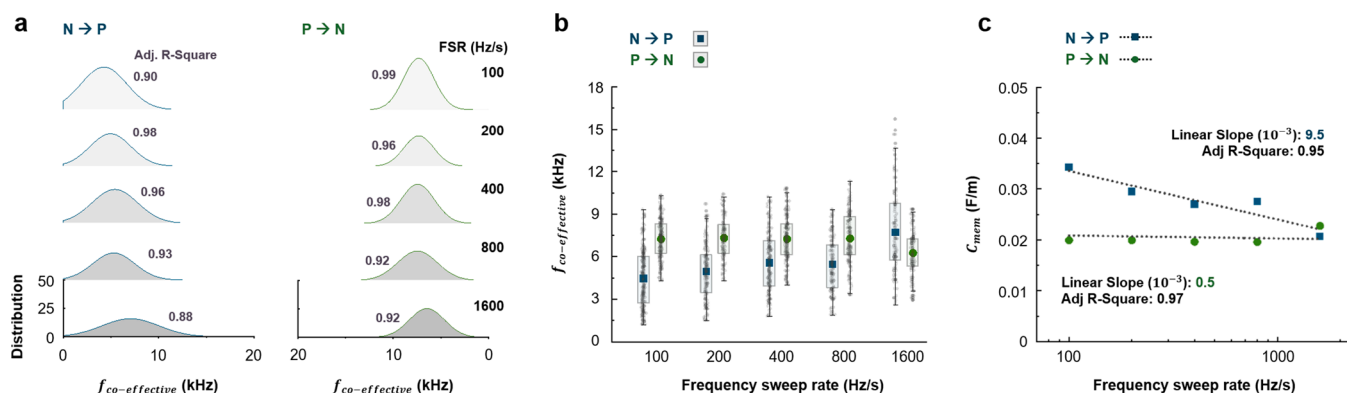 a
N → P
P → N
Adj. R-Square
FSR (Hz/s)
0.90
0.99
100
0.98
0.96
200
0.96
0.98
400
0.93
0.92
800
0.88
0.92
1600
Distribution
50
25
0
0 10 20
20 10 0
f_co-effective (kHz)
f_co-effective (kHz)
b
N → P
P → N
f_co-effective (kHz)
18
15
12
9
6
3
0
100 200 400 800 1600
Frequency sweep rate (Hz/s)
c
N → P
P → N
C_mem (F/m)
0.05
0.04
0.03
0.02
0.01
0.00
Linear Slope (10⁻³): 9.5
Adj R-Square: 0.95
Linear Slope (10⁻³): 0.5
Adj R-Square: 0.97
100 1000
Frequency sweep rate (Hz/s)